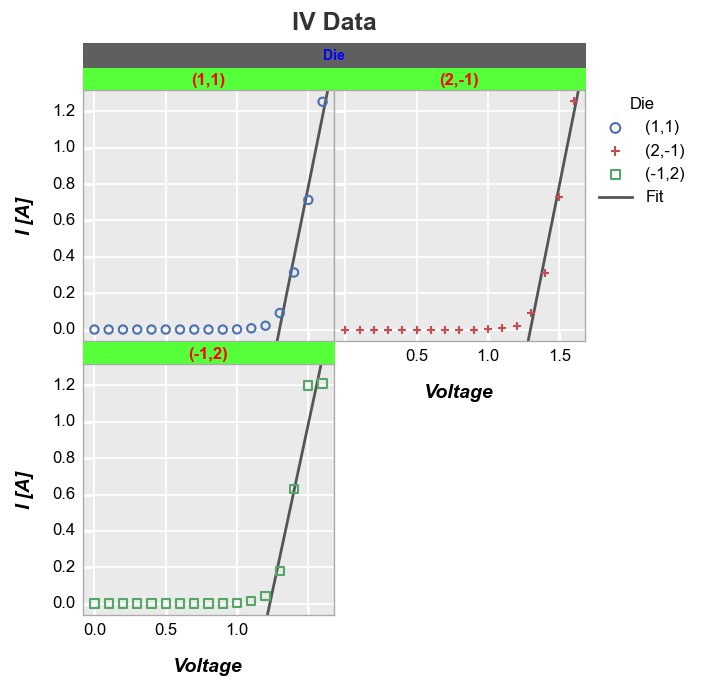 IV Data
Die
(1,1) (2,-1)
Die
(1,1)
(2,-1)
(-1,2)
Fit
I [A]
1.2
1.0
0.8
0.6
0.4
0.2
0.0
0.5 1.0 1.5
Voltage
(-1,2)
I [A]
1.2
1.0
0.8
0.6
0.4
0.2
0.0
0.0 0.5 1.0
Voltage